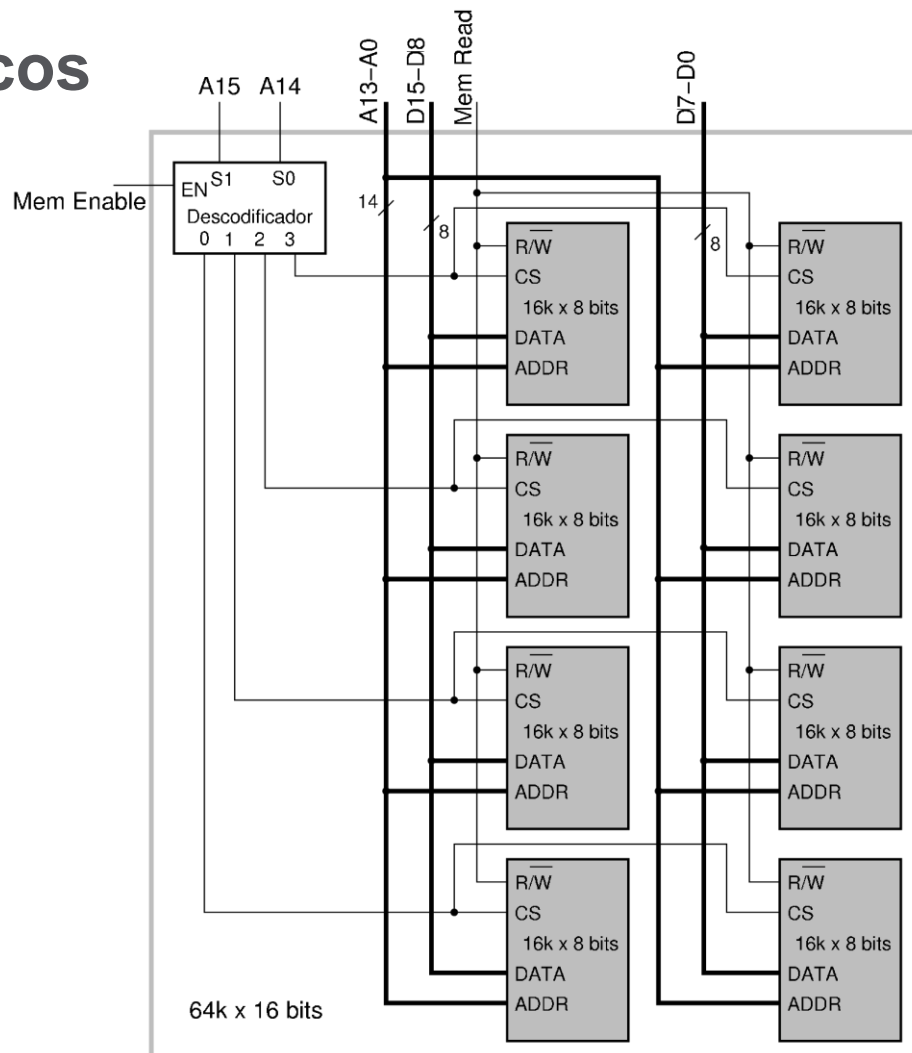 cos
A15 A14
A13−A0
D15−D8
Mem Read
D7−D0
Mem Enable
EN S1 S0
Descodificador
0 1 2 3
14
8
8
R/W̅
CS
16k x 8 bits
DATA
ADDR
R/W̅
CS
16k x 8 bits
DATA
ADDR
R/W̅
CS
16k x 8 bits
DATA
ADDR
R/W̅
CS
16k x 8 bits
DATA
ADDR
R/W̅
CS
16k x 8 bits
DATA
ADDR
R/W̅
CS
16k x 8 bits
DATA
ADDR
R/W̅
CS
16k x 8 bits
DATA
ADDR
R/W̅
CS
16k x 8 bits
DATA
ADDR
64k x 16 bits